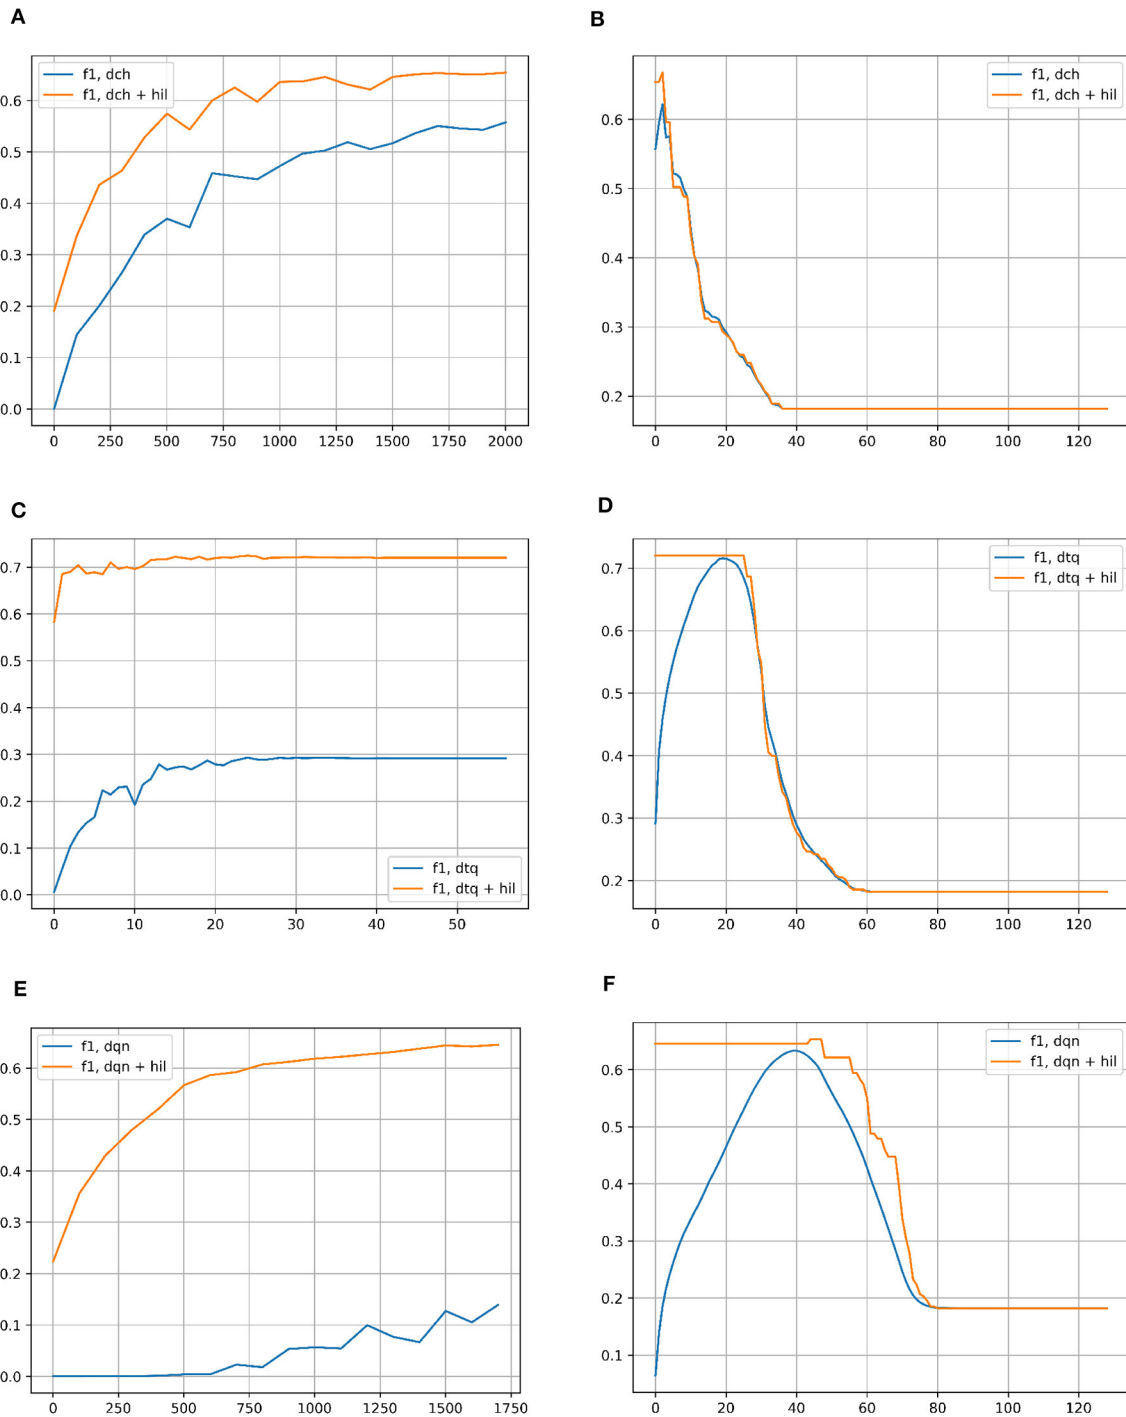 A
f1, dch
f1, dch + hil
0.6
0.5
0.4
0.3
0.2
0.1
0.0
0 250 500 750 1000 1250 1500 1750 2000
B
f1, dch
f1, dch + hil
0.6
0.5
0.4
0.3
0.2
0 20 40 60 80 100 120
C
0.7
0.6
0.5
0.4
0.3
0.2
0.1
0.0
f1, dtq
f1, dtq + hil
0 10 20 30 40 50
D
f1, dtq
f1, dtq + hil
0.7
0.6
0.5
0.4
0.3
0.2
0 20 40 60 80 100 120
E
f1, dqn
f1, dqn + hil
0.6
0.5
0.4
0.3
0.2
0.1
0.0
0 250 500 750 1000 1250 1500 1750
F
f1, dqn
f1, dqn + hil
0.6
0.5
0.4
0.3
0.2
0.1
0 20 40 60 80 100 120